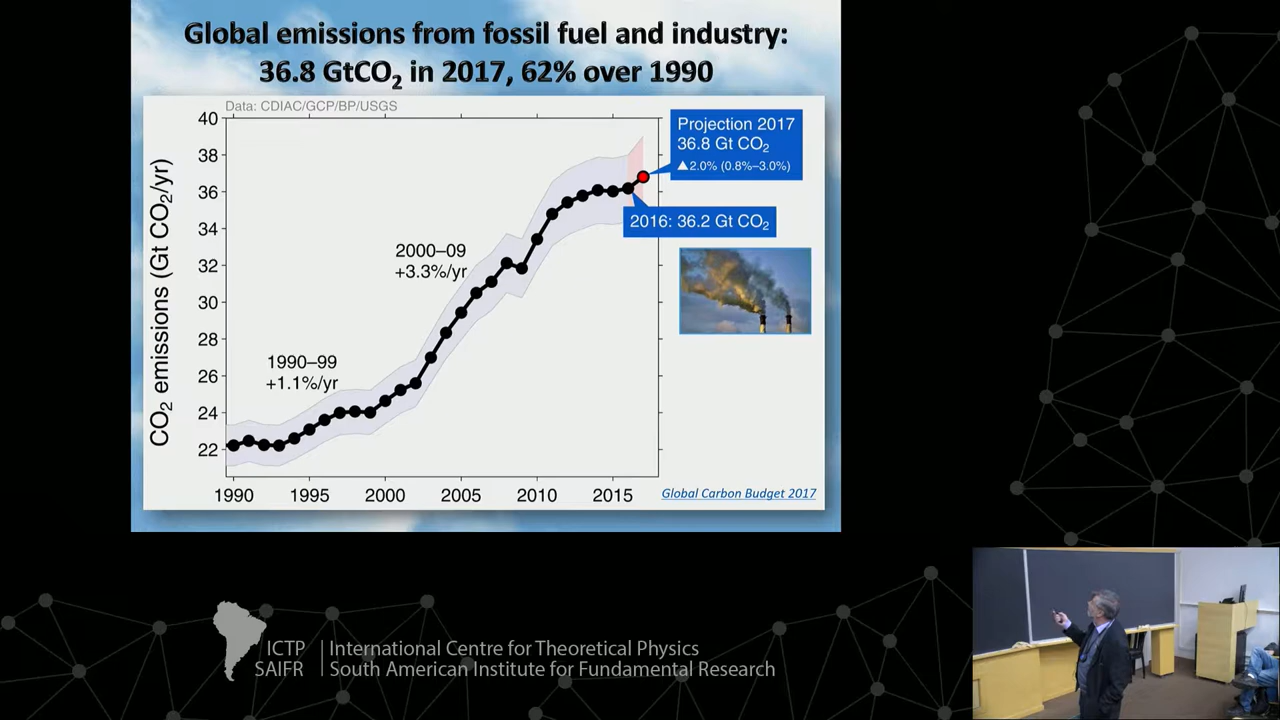 Global emissions from fossil fuel and industry:
36.8 GtCO₂ in 2017, 62% over 1990
Data: CDIAC/GCP/BP/USGS
CO₂ emissions (Gt CO₂/yr)
40
38
36
34
32
30
28
26
24
22
1990
1995
2000
2005
2010
2015
1990–99
+1.1%/yr
2000–09
+3.3%/yr
Projection 2017
36.8 Gt CO₂
▲2.0% (0.8%–3.0%)
2016: 36.2 Gt CO₂
Global Carbon Budget 2017
ICTP
SAIFR
International Centre for Theoretical Physics
South American Institute for Fundamental Research